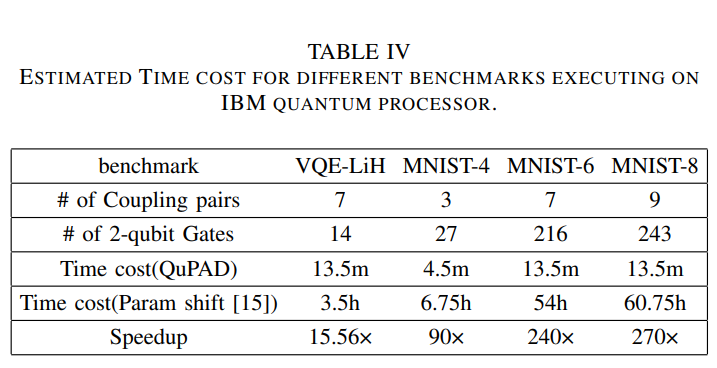 TABLE IV
ESTIMATED TIME COST FOR DIFFERENT BENCHMARKS EXECUTING ON
IBM QUANTUM PROCESSOR.
benchmark VQE-LiH MNIST-4 MNIST-6 MNIST-8
# of Coupling pairs 7 3 7 9
# of 2-qubit Gates 14 27 216 243
Time cost(QuPAD) 13.5m 4.5m 13.5m 13.5m
Time cost(Param shift [15]) 3.5h 6.75h 54h 60.75h
Speedup 15.56× 90× 240× 270×